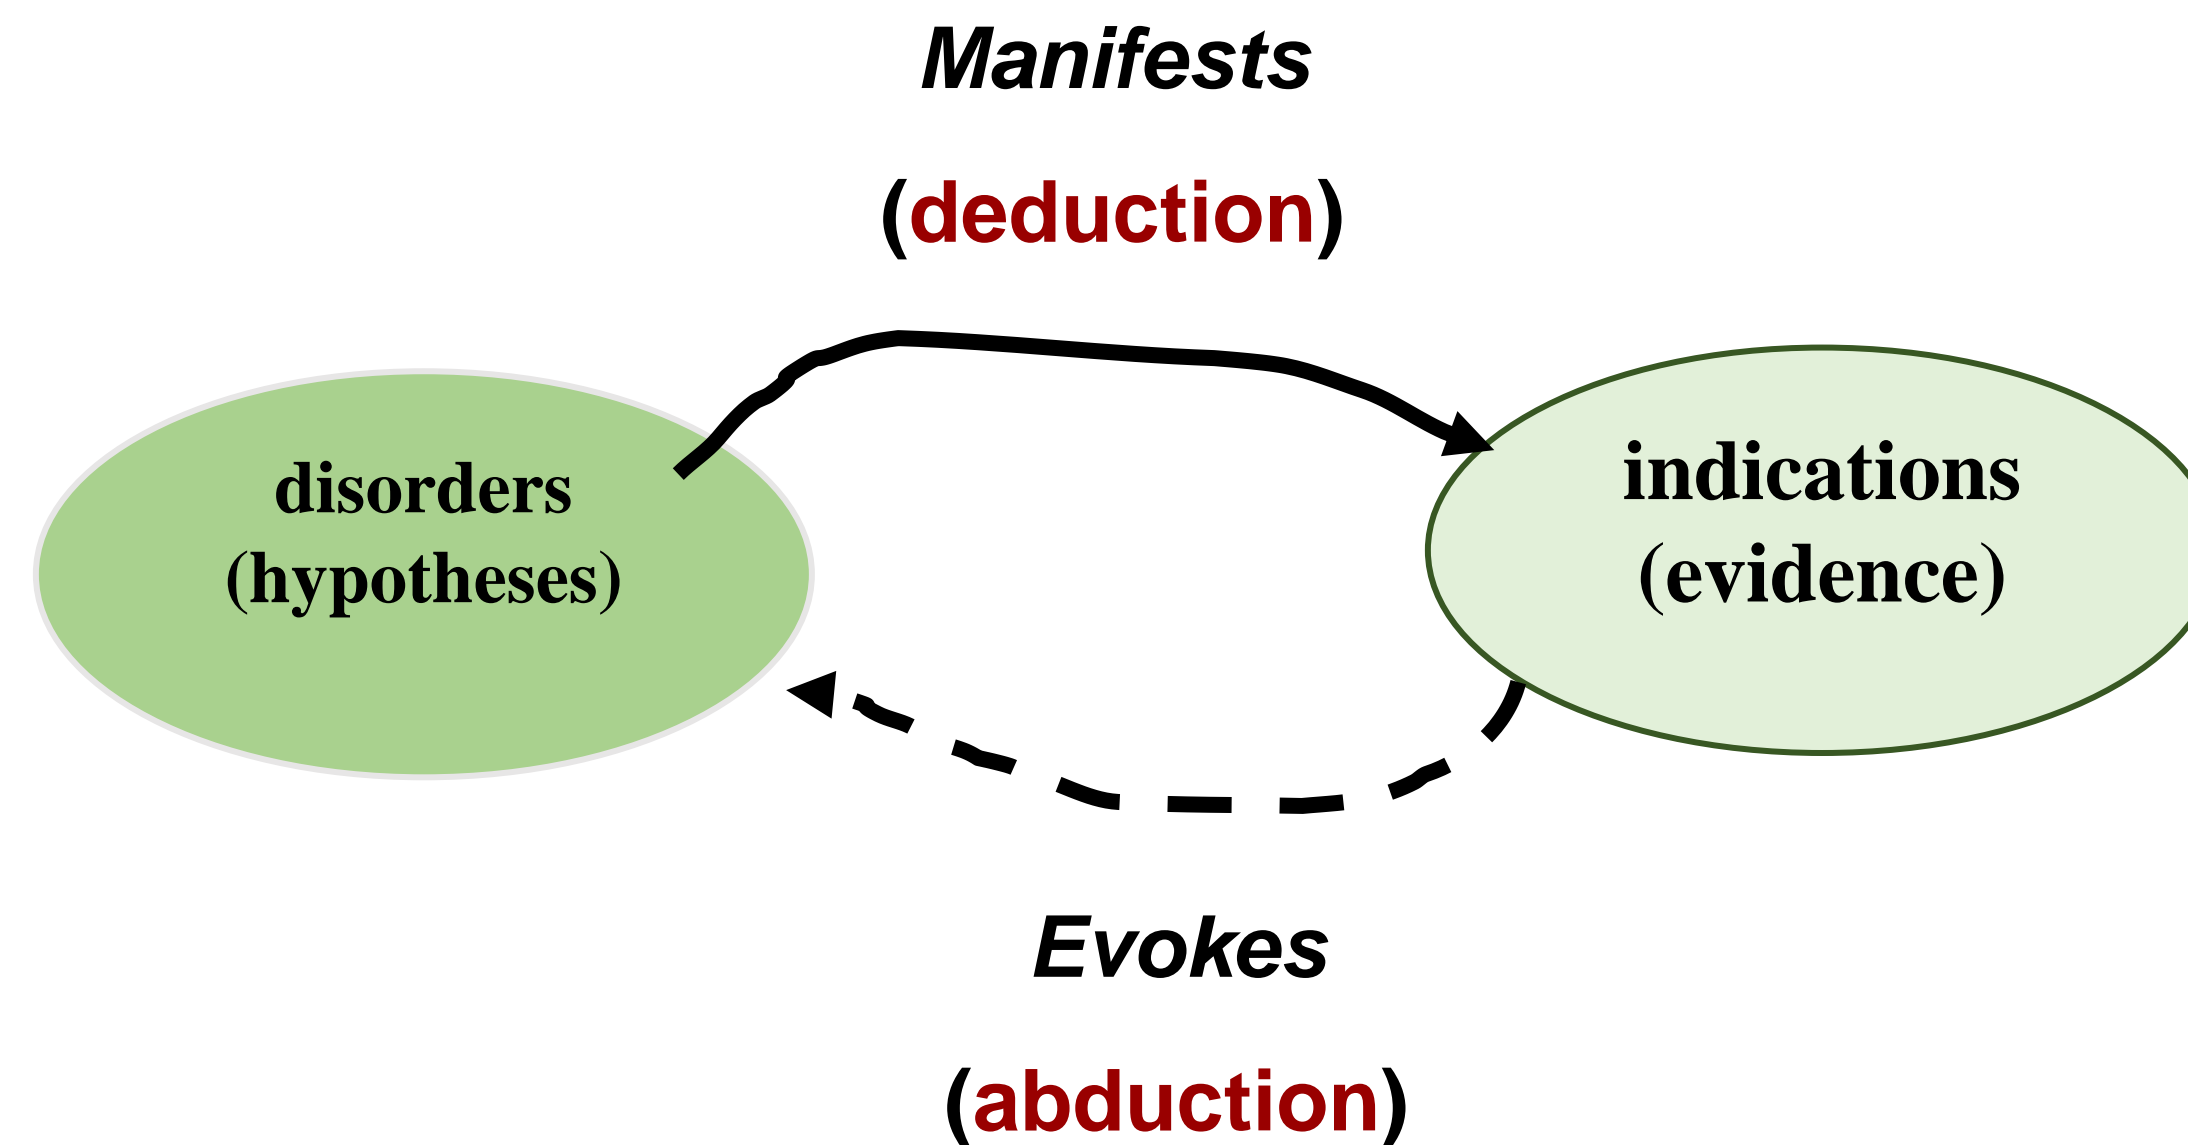 Manifests
(deduction)
disorders
(hypotheses)
indications
(evidence)
Evokes
(abduction)